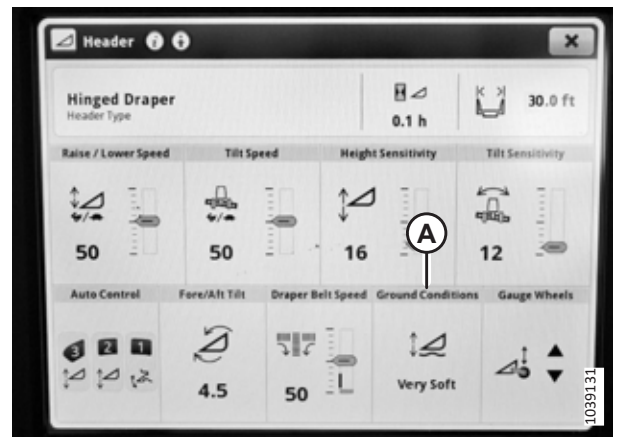 Header
Hinged Draper
Header Type
0.1 h
30.0 ft
Raise / Lower Speed
Tilt Speed
Height Sensitivity
Tilt Sensitivity
50
50
16
12
A
Auto Control
Fore/Aft Tilt
Draper Belt Speed
Ground Conditions
Gauge Wheels
3 2 1
4.5
50
Very Soft
1039131